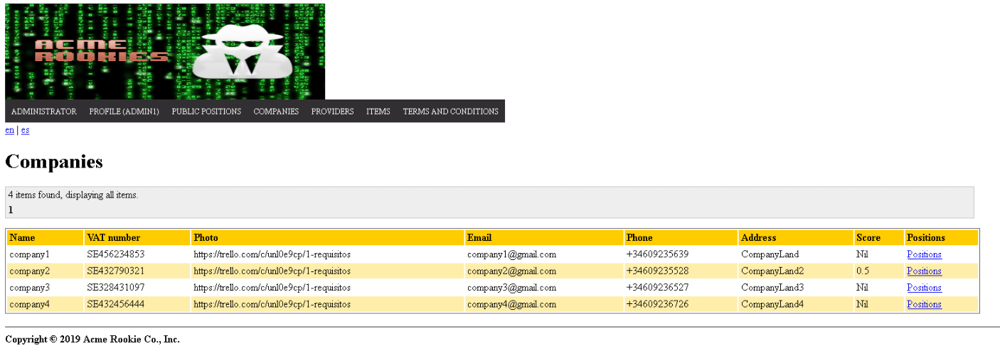 ACME
ROOKIES
ADMINISTRATOR PROFILE (ADMIN1) PUBLIC POSITIONS COMPANIES PROVIDERS ITEMS TERMS AND CONDITIONS
en | es
Companies
4 items found, displaying all items.
1
Name VAT number Photo Email Phone Address Score Positions
company1 SE456234853 https://trello.com/c/unl0e9cp/1-requisitos company1@gmail.com +34609235639 CompanyLand Nil Positions
company2 SE432790321 https://trello.com/c/unl0e9cp/1-requisitos company2@gmail.com +34609235528 CompanyLand2 0.5 Positions
company3 SE328431097 https://trello.com/c/unl0e9cp/1-requisitos company3@gmail.com +34609236527 CompanyLand3 Nil Positions
company4 SE432456444 https://trello.com/c/unl0e9cp/1-requisitos company4@gmail.com +34609236726 CompanyLand4 Nil Positions
Copyright © 2019 Acme Rookie Co., Inc.